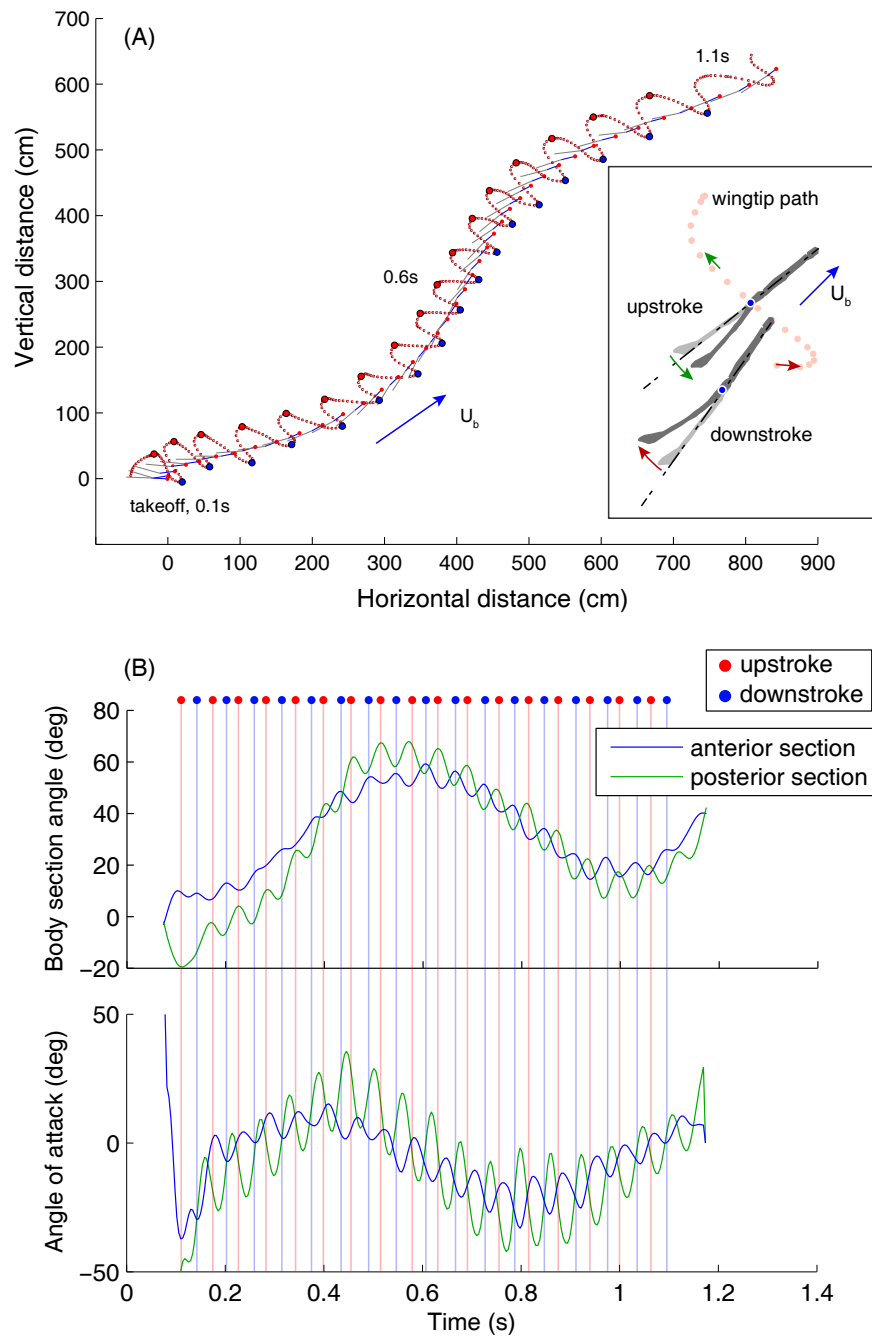 (A)
700
600
500
400
300
200
100
0
Vertical distance (cm)
1.1s
0.6s
takeoff, 0.1s
U_b
wingtip path
upstroke
U_b
downstroke
0 100 200 300 400 500 600 700 800 900
Horizontal distance (cm)
(B)
upstroke
downstroke
anterior section
posterior section
80
60
40
20
0
−20
Body section angle (deg)
50
0
−50
Angle of attack (deg)
0 0.2 0.4 0.6 0.8 1 1.2 1.4
Time (s)